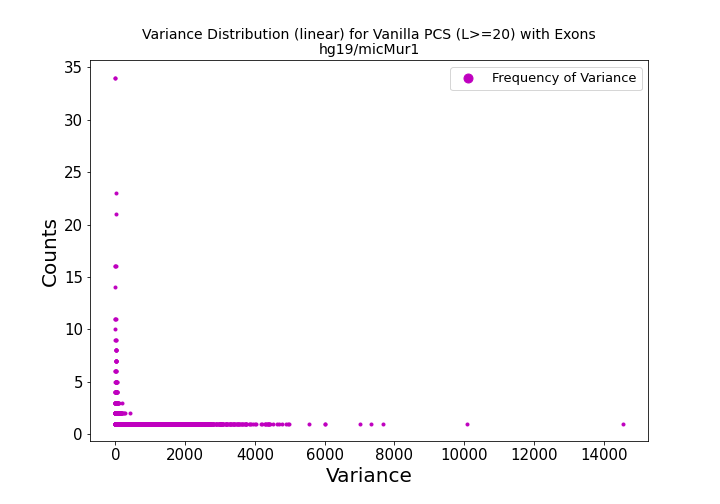 Variance Distribution (linear) for Vanilla PCS (L>=20) with Exons
hg19/micMur1
Frequency of Variance
35
30
25
20
15
10
5
0
Counts
0 2000 4000 6000 8000 10000 12000 14000
Variance